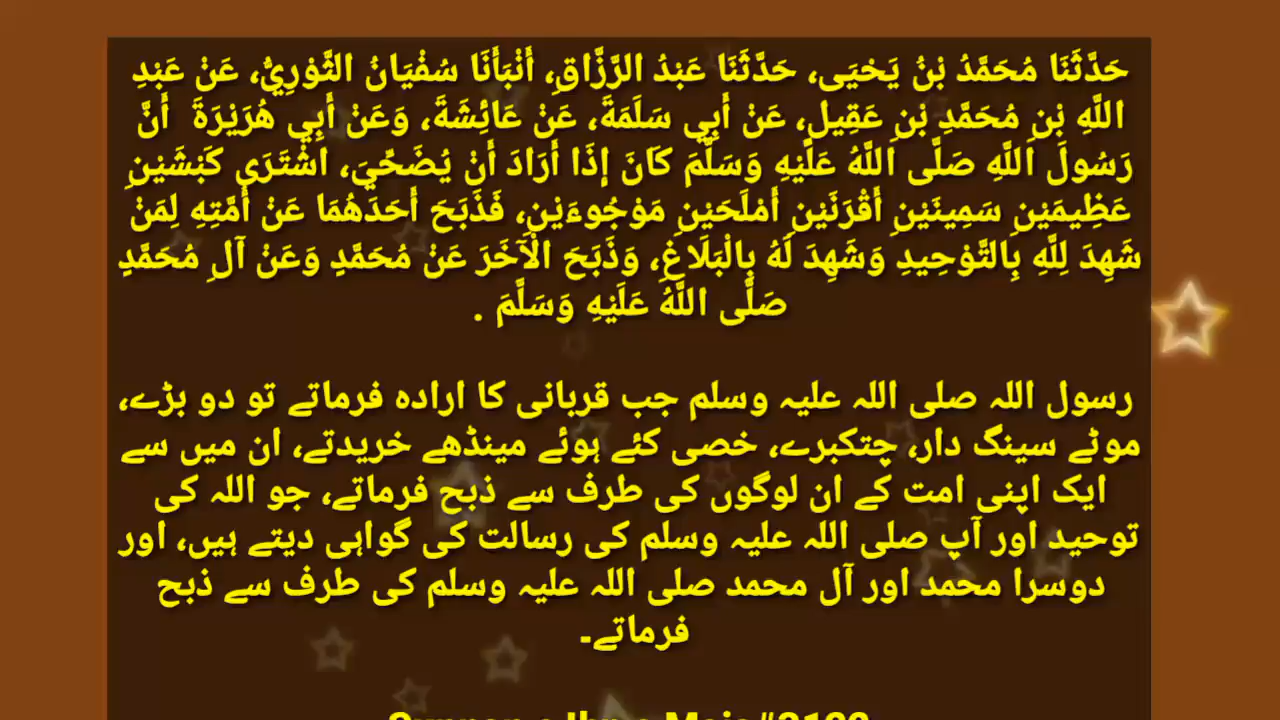 حَدَّثَنَا مُحَمَّدُ بْنُ يَحْيَى، حَدَّثَنَا عَبْدُ الرَّزَّاقِ، أَنْبَأَنَا سُفْيَانُ الثَّوْرِيُّ، عَنْ عَبْدِ
اللَّهِ بْنِ مُحَمَّدِ بْنِ عَقِيلٍ، عَنْ أَبِي سَلَمَةَ، عَنْ عَائِشَةَ، وَعَنْ أَبِي هُرَيْرَةَ أَنَّ
رَسُولَ اللَّهِ صَلَّى اللَّهُ عَلَيْهِ وَسَلَّمَ كَانَ إِذَا أَرَادَ أَنْ يُضَحِّيَ، اشْتَرَى كَبْشَيْنِ
عَظِيمَيْنِ سَمِينَيْنِ أَقْرَنَيْنِ أَمْلَحَيْنِ مَوْجُوءَيْنِ، فَذَبَحَ أَحَدَهُمَا عَنْ أُمَّتِهِ لِمَنْ
شَهِدَ لِلَّهِ بِالتَّوْحِيدِ وَشَهِدَ لَهُ بِالْبَلَاغِ، وَذَبَحَ الْآخَرَ عَنْ مُحَمَّدٍ وَعَنْ آلِ مُحَمَّدٍ
صَلَّى اللَّهُ عَلَيْهِ وَسَلَّمَ .
رسول اللہ صلی اللہ علیہ وسلم جب قربانی کا ارادہ فرماتے تو دو بڑے،
موٹے سینگ دار، چتکبرے، خصی کئے ہوئے مینڈھے خریدتے، ان میں سے
ایک اپنی امت کے ان لوگوں کی طرف سے ذبح فرماتے، جو اللہ کی
توحید اور آپ صلی اللہ علیہ وسلم کی رسالت کی گواہی دیتے ہیں، اور
دوسرا محمد اور آل محمد صلی اللہ علیہ وسلم کی طرف سے ذبح
فرماتے۔